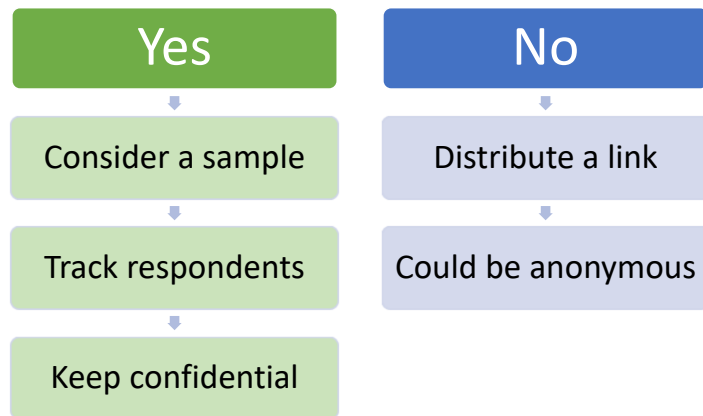 Yes
Consider a sample
Track respondents
Keep confidential
No
Distribute a link
Could be anonymous